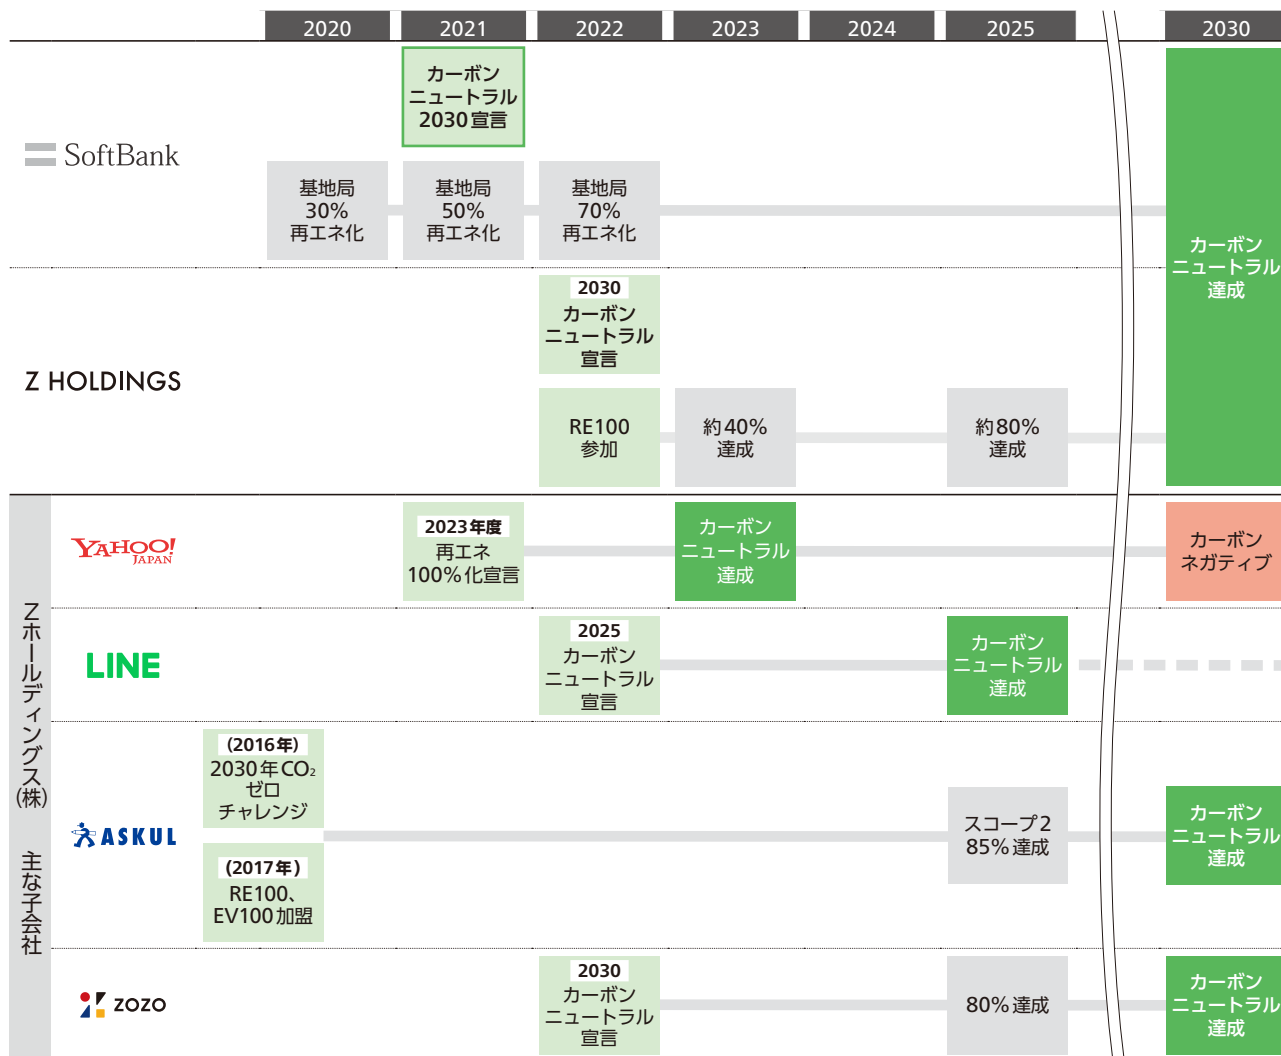 2020 2021 2022 2023 2024 2025 2030
カーボン
ニュートラル
2030宣言
SoftBank
基地局
30%
再エネ化
基地局
50%
再エネ化
基地局
70%
再エネ化
カーボン
ニュートラル
達成
Z HOLDINGS
2030
カーボン
ニュートラル
宣言
RE100
参加
約40%
達成
約80%
達成
Zホールディングス(株) 主な子会社
YAHOO!
JAPAN
2023年度
再エネ
100%化宣言
カーボン
ニュートラル
達成
カーボン
ネガティブ
LINE
2025
カーボン
ニュートラル
宣言
カーボン
ニュートラル
達成
ASKUL
(2016年)
2030年CO₂
ゼロ
チャレンジ
(2017年)
RE100、
EV100加盟
スコープ2
85%達成
カーボン
ニュートラル
達成
ZOZO
2030
カーボン
ニュートラル
宣言
80%達成
カーボン
ニュートラル
達成